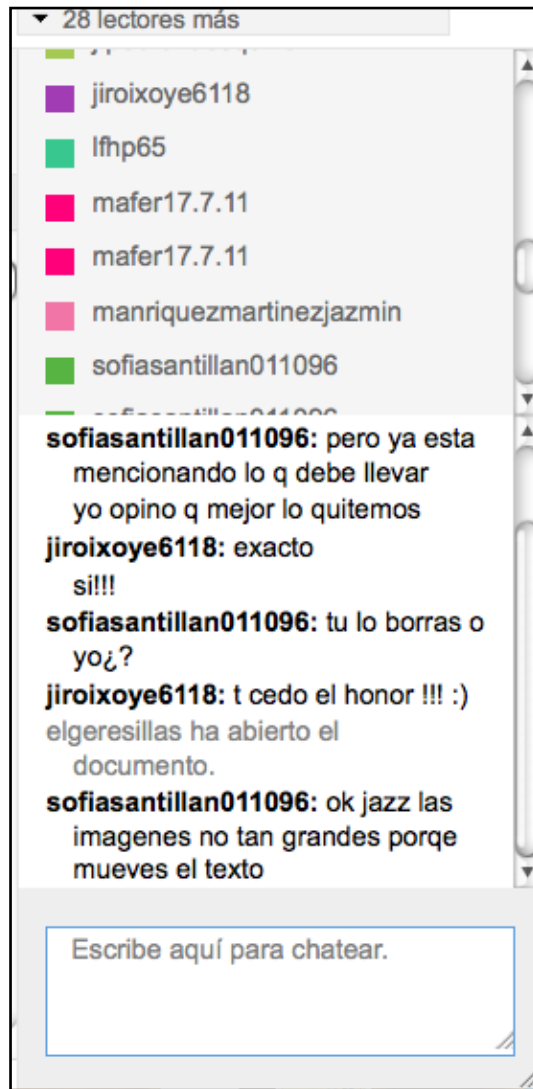 28 lectores más
jiroixoye6118
lfhp65
mafer17.7.11
mafer17.7.11
manriquezmartinezjazmin
sofiasantillan011096
sofiasantillan011096: pero ya esta
mencionando lo q debe llevar
yo opino q mejor lo quitemos
jiroixoye6118: exacto
si!!!
sofiasantillan011096: tu lo borras o
yo¿?
jiroixoye6118: t cedo el honor !!! :)
elgeresillas ha abierto el
documento.
sofiasantillan011096: ok jazz las
imagenes no tan grandes porqe
mueves el texto
Escribe aquí para chatear.